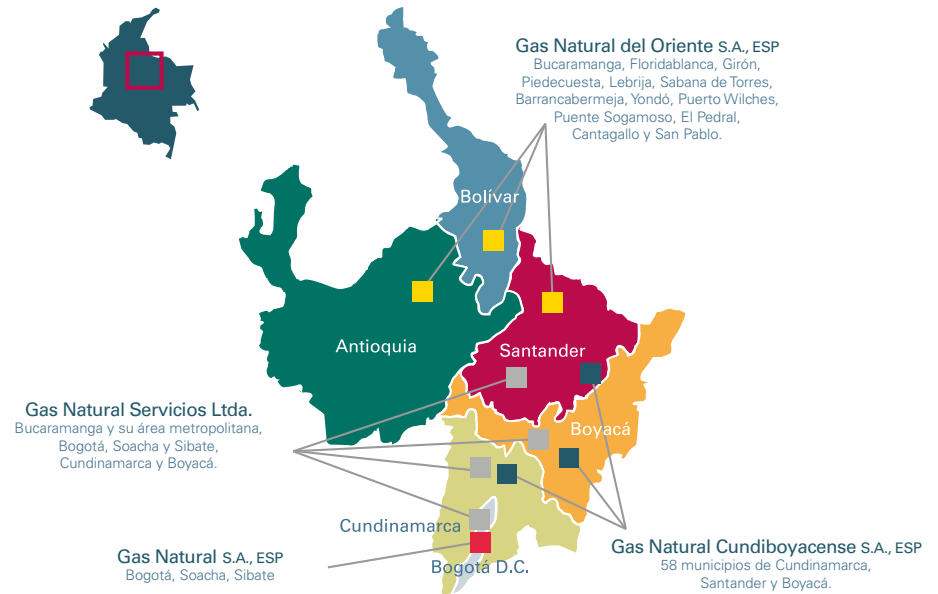 Gas Natural del Oriente S.A., ESP
Bucaramanga, Floridablanca, Girón,
Piedecuesta, Lebrija, Sabana de Torres,
Barrancabermeja, Yondó, Puerto Wilches,
Puente Sogamoso, El Pedral,
Cantagallo y San Pablo.
Bolívar
Antioquia
Santander
Gas Natural Servicios Ltda.
Bucaramanga y su área metropolitana,
Bogotá, Soacha y Sibate,
Cundinamarca y Boyacá.
Boyacá
Cundinamarca
Gas Natural S.A., ESP
Bogotá, Soacha, Sibate
Bogotá D.C.
Gas Natural Cundiboyacense S.A., ESP
58 municipios de Cundinamarca,
Santander y Boyacá.